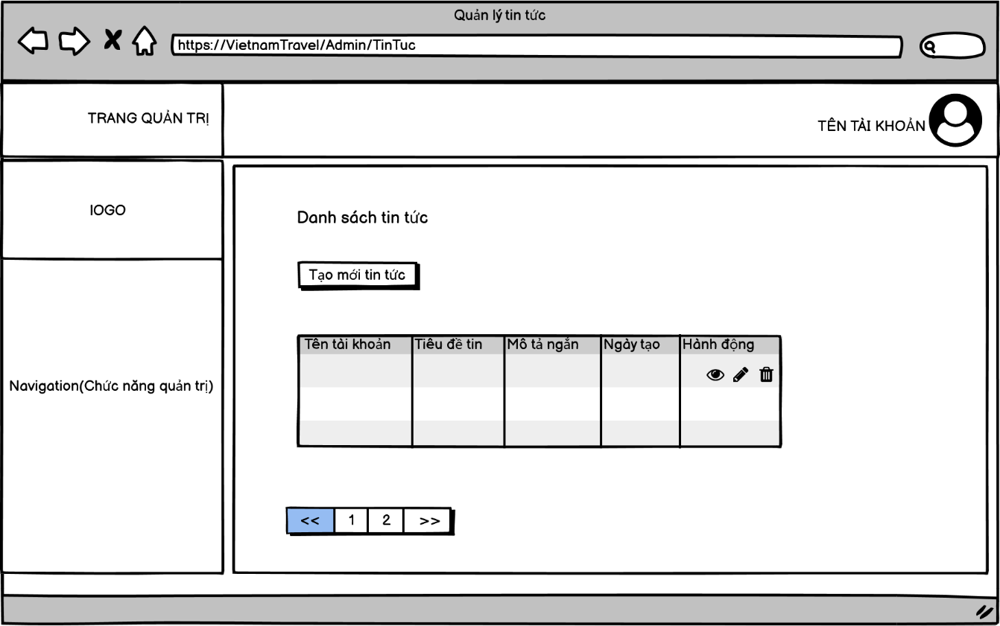 Quản lý tin tức
https://VietnamTravel/Admin/TinTuc
TRANG QUẢN TRỊ
TÊN TÀI KHOẢN
lOGO
Danh sách tin tức
Tạo mới tin tức
Tên tài khoản Tiêu đề tin Mô tả ngắn Ngày tạo Hành động
Navigation(Chức năng quản trị)
<< 1 2 >>